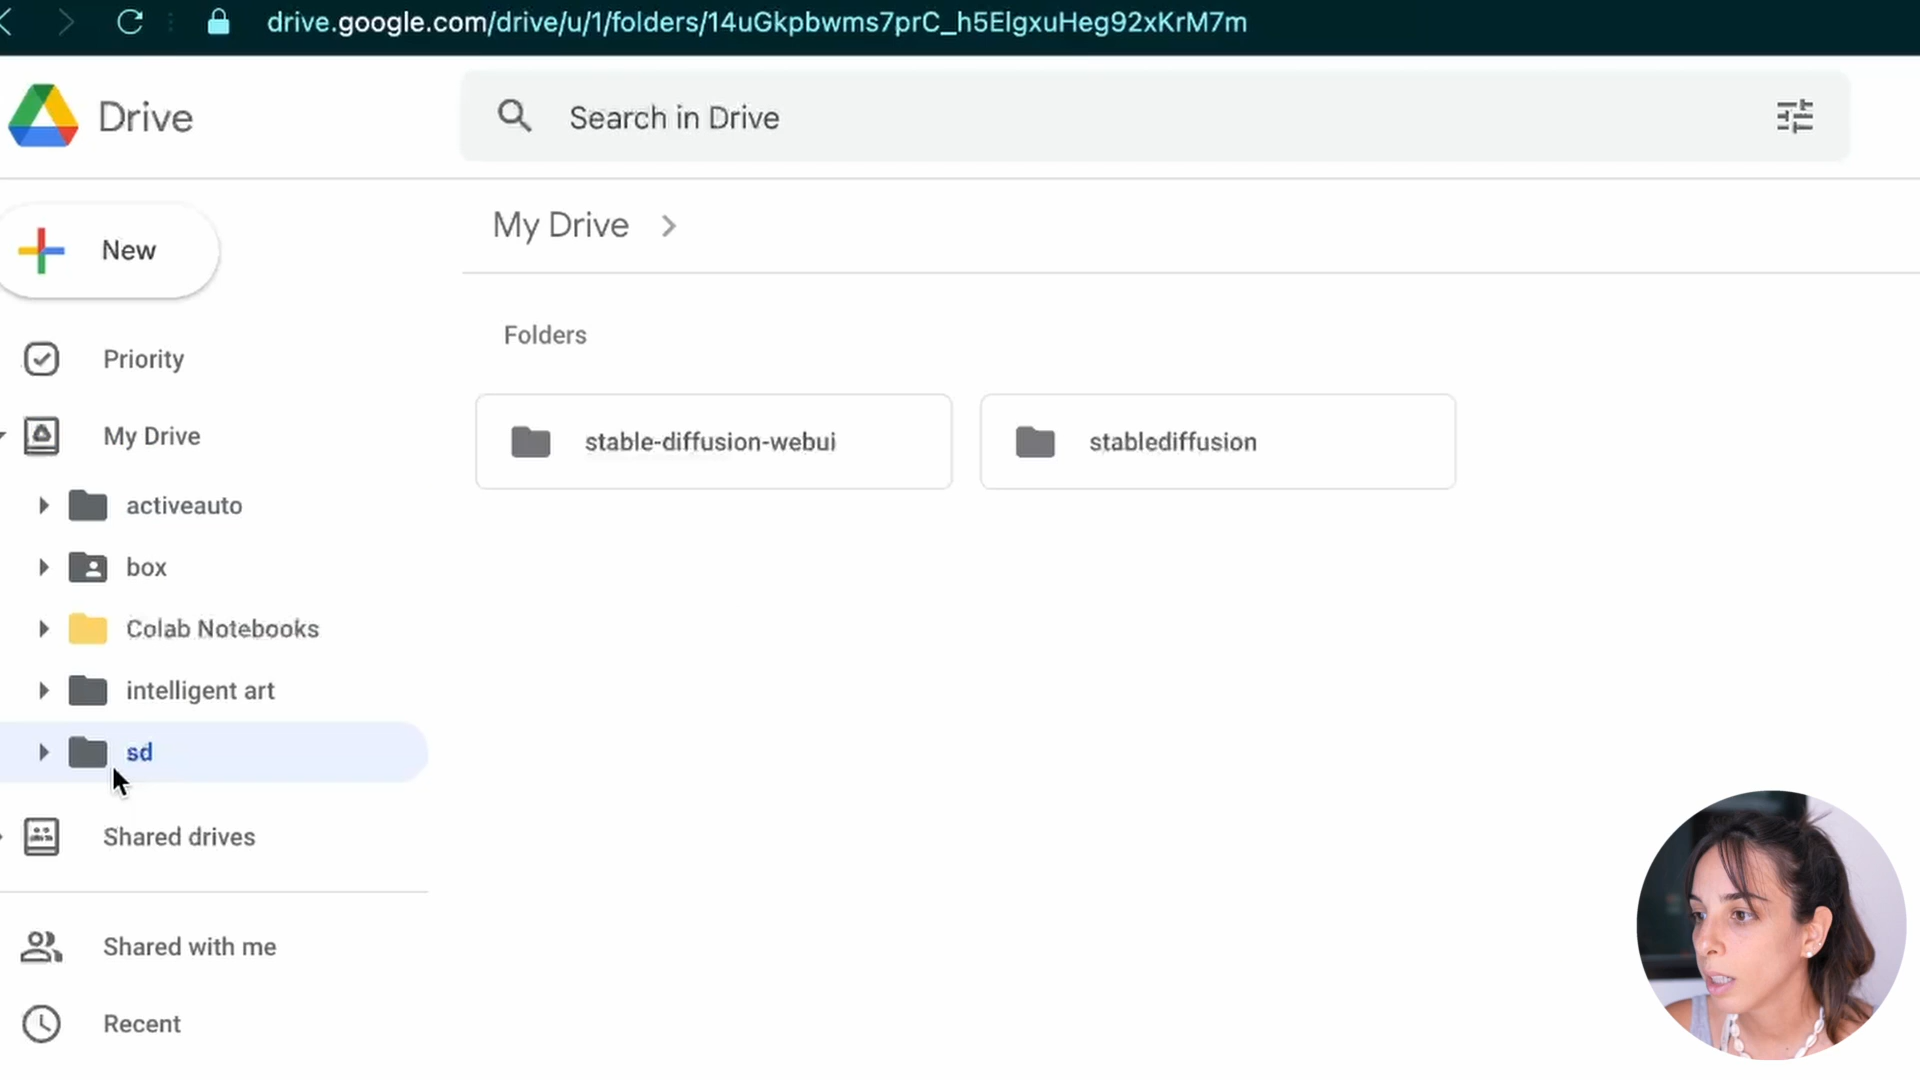 drive.google.com/drive/u/1/folders/14uGkpbwms7prC_h5ElgxuHeg92xKrM7m
Drive
Search in Drive
New
My Drive
Folders
stable-diffusion-webui
stablediffusion
Priority
My Drive
activeauto
box
Colab Notebooks
intelligent art
sd
Shared drives
Shared with me
Recent